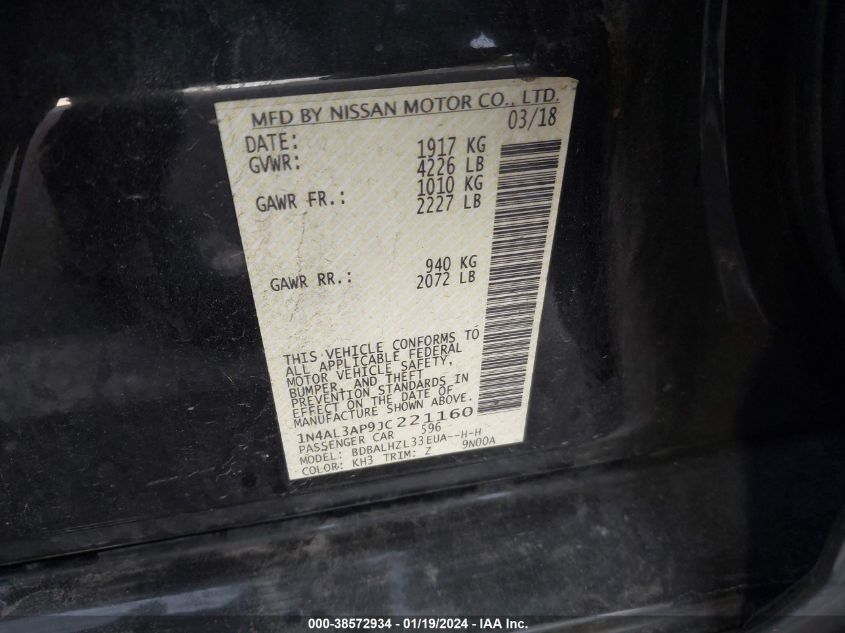 MFD BY NISSAN MOTOR CO., LTD.
DATE: 03/18
GVWR: 1917 KG
4226 LB
GAWR FR.: 1010 KG
2227 LB
GAWR RR.: 940 KG
2072 LB
THIS VEHICLE CONFORMS TO
ALL APPLICABLE FEDERAL
MOTOR VEHICLE SAFETY,
BUMPER, AND THEFT
PREVENTION STANDARDS IN
EFFECT ON THE DATE OF
MANUFACTURE SHOWN ABOVE.
1N4AL3AP9JC221160
PASSENGER CAR 596
MODEL: BDBALHZL33EUA--H-H
COLOR: KH3 TRIM: Z 9N00A
000-38572934 - 01/19/2024 - IAA Inc.